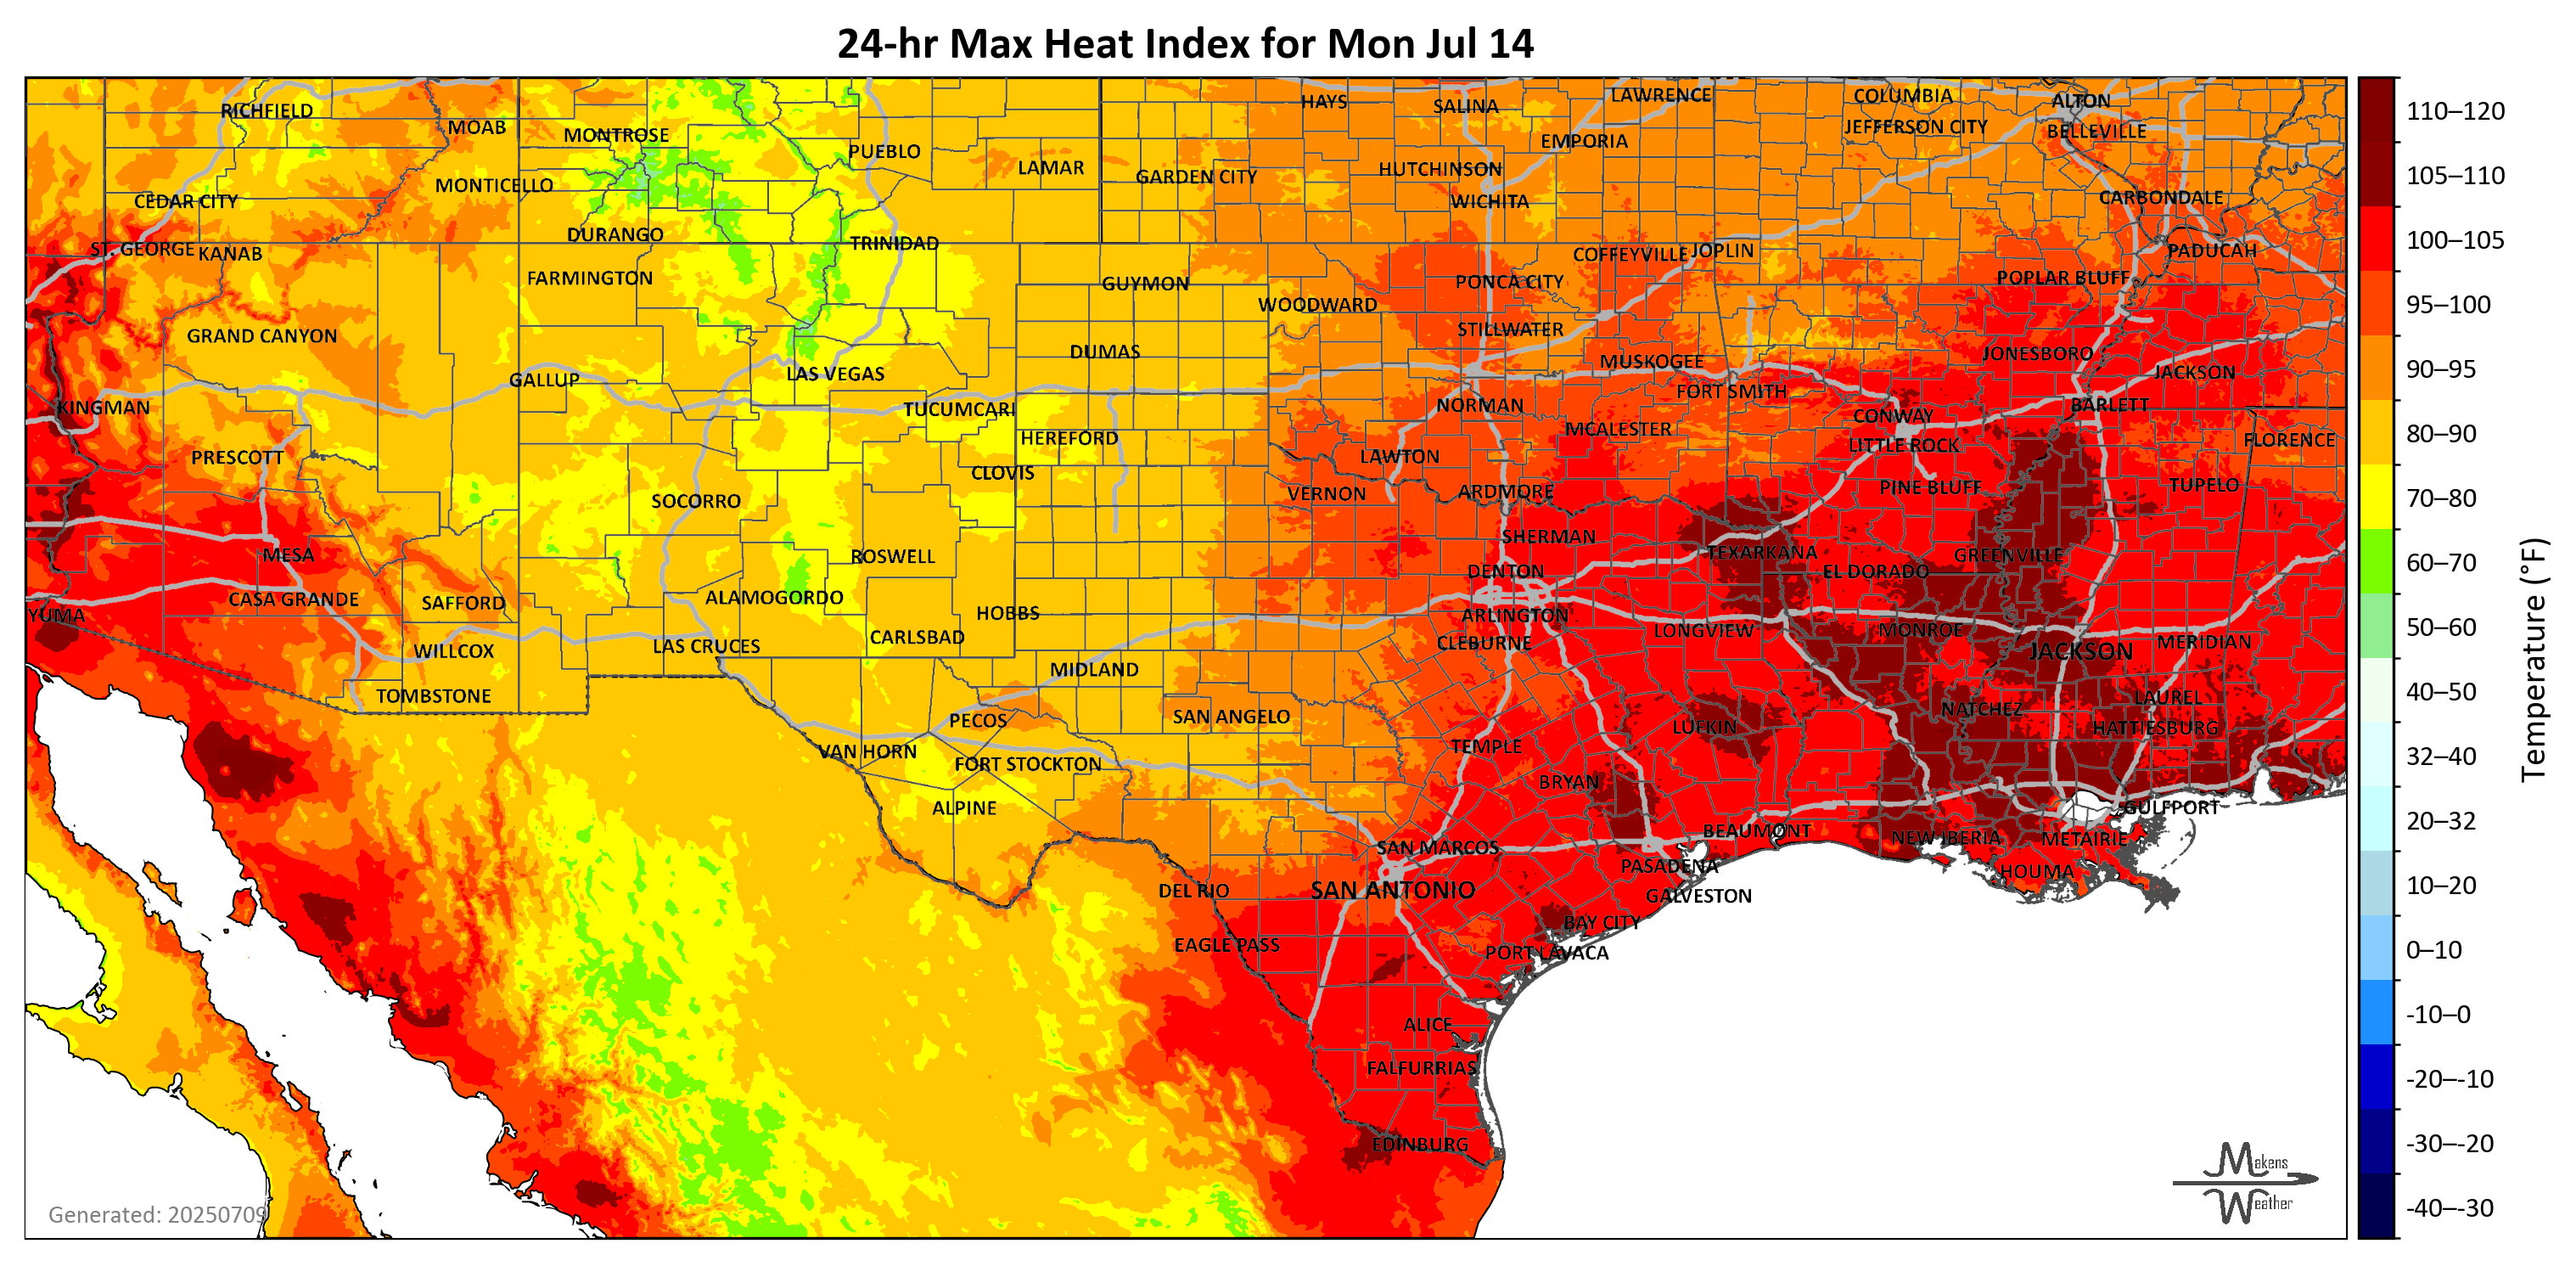 24-hr Max Heat Index for Mon Jul 14
RICHFIELD
MOAB
MONTROSE
PUEBLO
LAMAR
GARDEN CITY
HAYS
SALINA
LAWRENCE
EMPORIA
HUTCHINSON
WICHITA
COLUMBIA
JEFFERSON CITY
ALTON
BELLEVILLE
CARBONDALE
CEDAR CITY
MONTICELLO
DURANGO
TRINIDAD
ST. GEORGE
KANAB
FARMINGTON
GUYMON
WOODWARD
PONCA CITY
COFFEYVILLE
JOPLIN
POPLAR BLUFF
PADUCAH
GRAND CANYON
GALLUP
LAS VEGAS
DUMAS
STILLWATER
MUSKOGEE
FORT SMITH
JONESBORO
JACKSON
KINGMAN
TUCUMCARI
NORMAN
CONWAY
BARLETT
PRESCOTT
HEREFORD
MCALESTER
LITTLE ROCK
FLORENCE
CLOVIS
LAWTON
SOCORRO
VERNON
ARDMORE
PINE BLUFF
TUPELO
MESA
ROSWELL
SHERMAN
TEXARKANA
GREENVILLE
DENTON
EL DORADO
CASA GRANDE
SAFFORD
ALAMOGORDO
HOBBS
ARLINGTON
YUMA
WILLCOX
LAS CRUCES
CARLSBAD
CLEBURNE
LONGVIEW
MONROE
JACKSON
MERIDIAN
MIDLAND
TOMBSTONE
PECOS
SAN ANGELO
LUFKIN
NATCHEZ
LAUREL
HATTIESBURG
VAN HORN
FORT STOCKTON
TEMPLE
BRYAN
ALPINE
SAN MARCOS
BEAUMONT
NEW IBERIA
METAIRIE
GULFPORT
DEL RIO
SAN ANTONIO
PASADENA
GALVESTON
HOUMA
EAGLE PASS
BAY CITY
PORT LAVACA
ALICE
FALFURRIAS
EDINBURG
Generated: 20250709
Makens
Weather
110–120
105–110
100–105
95–100
90–95
80–90
70–80
60–70
50–60
40–50
32–40
20–32
10–20
0–10
-10–0
-20–-10
-30–-20
-40–-30
Temperature (°F)